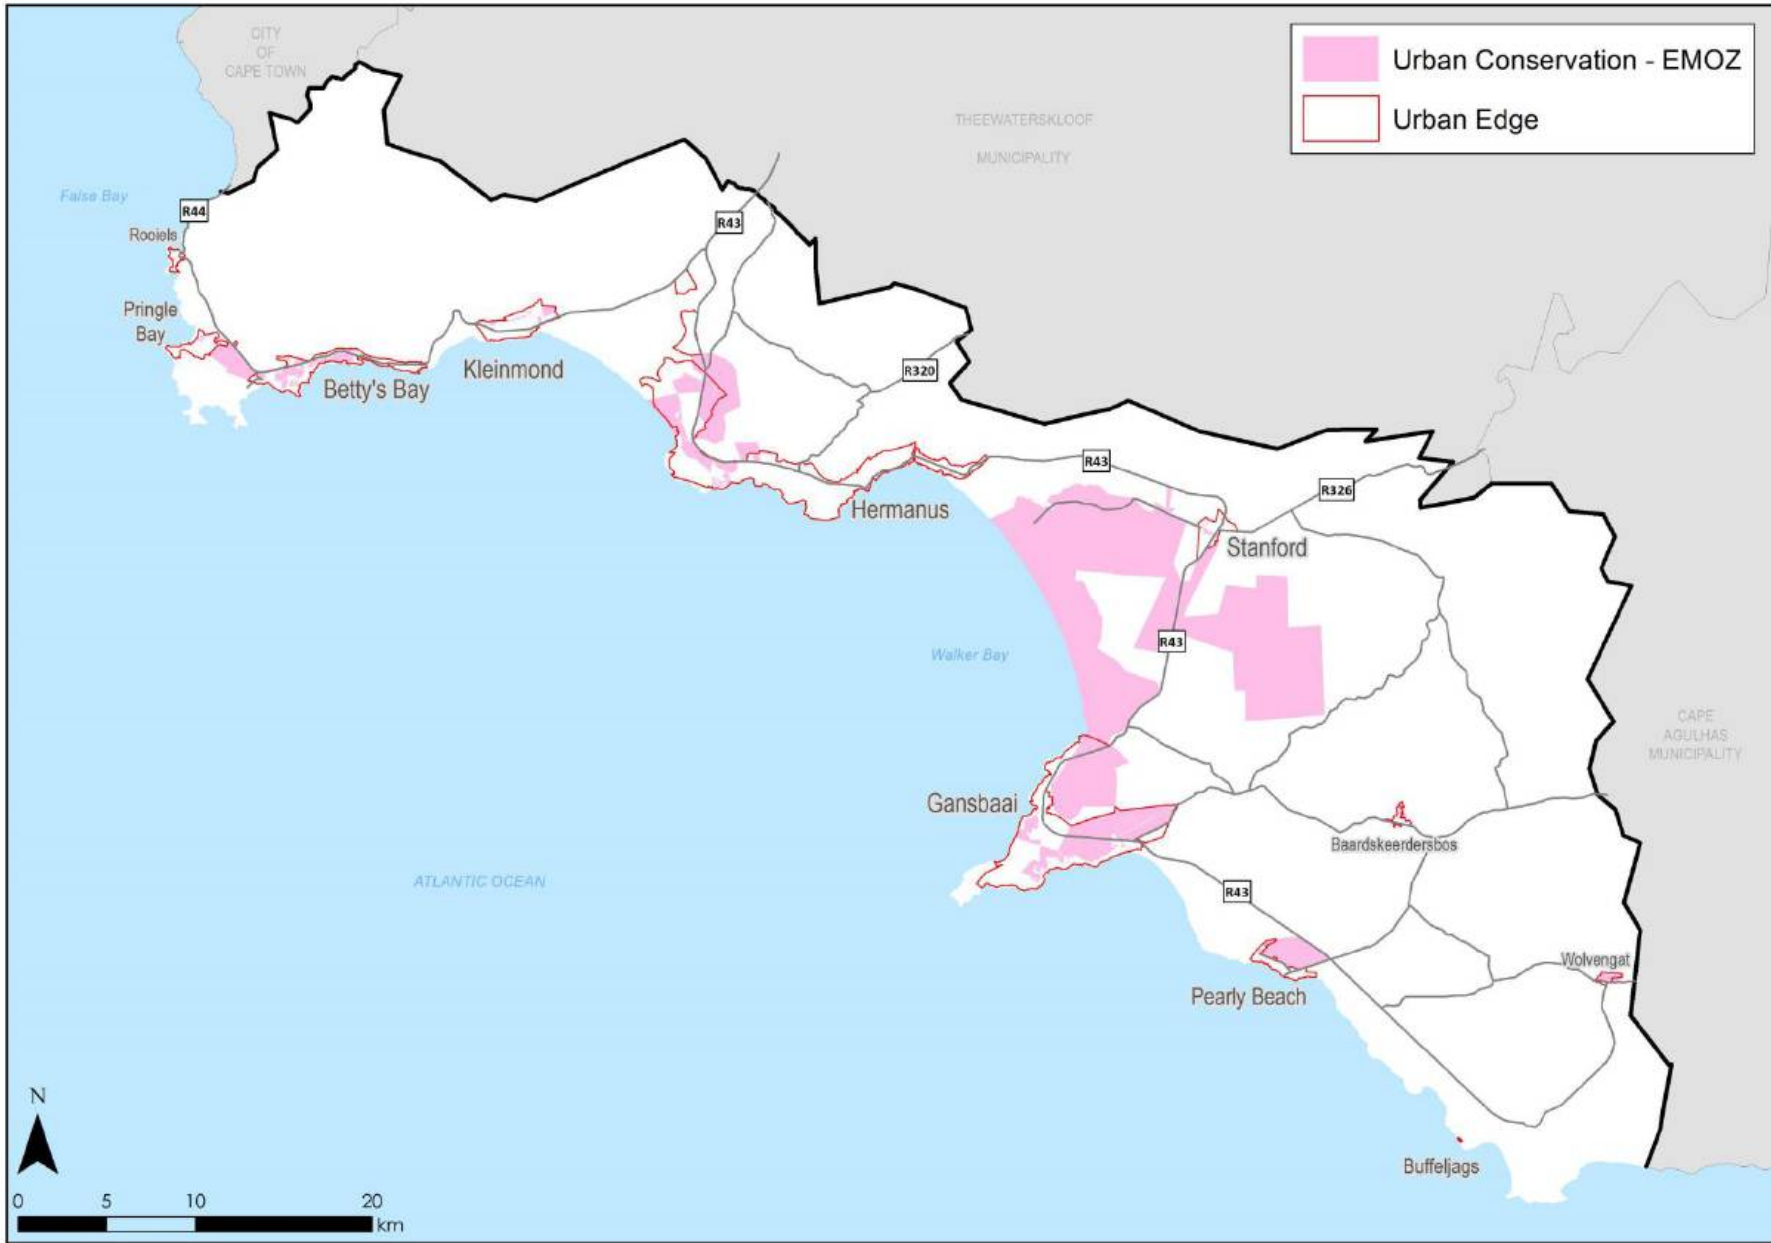 CITY
OF
CAPE TOWN
Urban Conservation - EMOZ
Urban Edge
THEEWATERSKLOOF
MUNICIPALITY
False Bay
R44
R43
Rooiels
Pringle
Bay
Betty's Bay
Kleinmond
R320
R43
R326
Hermanus
Stanford
R43
Walker Bay
CAPE
AGULHAS
MUNICIPALITY
Gansbaai
Baardskeerdersbos
ATLANTIC OCEAN
R43
Wolvengat
Pearly Beach
Buffeljags
N
0 5 10 20
km